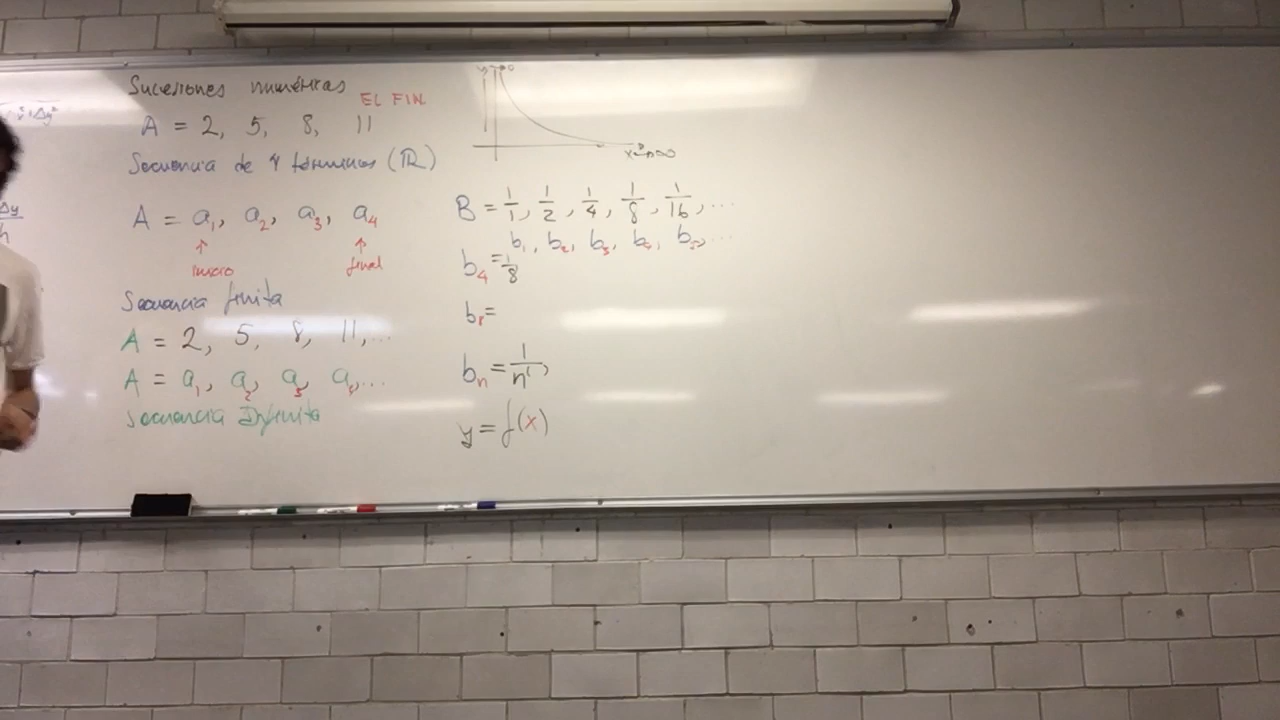 Sucesiones numéricas
EL FIN
A = 2, 5, 8, 11
Secuencia de 4 términos (ℝ)
A = a₁, a₂, a₃, a₄
↑ ↑
inicio final
Secuencia finita
A = 2, 5, 8, 11, ...
A = a₁, a₂, a₃, a₄, ...
Secuencia Infinita
B = 1/1, 1/2, 1/4, 1/8, 1/16, ...
b₁, b₂, b₃, b₄, b₅, ...
b₄ = 1/8
bₙ = 1/n
y = f(x)
Δy
h